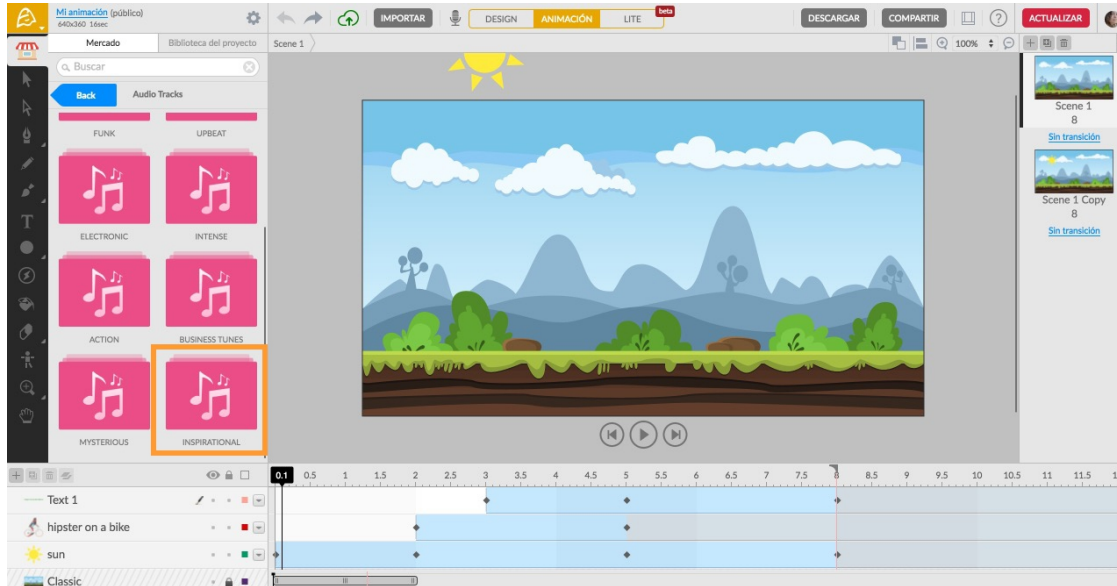 Mi animación (público)
640x360 16sec
IMPORTAR
DESIGN
ANIMACIÓN
LITE
beta
DESCARGAR
COMPARTIR
?
ACTUALIZAR
Mercado
Biblioteca del proyecto
Scene 1
100%
Buscar
Back
Audio Tracks
FUNK
UPBEAT
ELECTRONIC
INTENSE
ACTION
BUSINESS TUNES
MYSTERIOUS
INSPIRATIONAL
Scene 1
8
Sin transición
Scene 1 Copy
8
Sin transición
0.1 0.5 1 1.5 2 2.5 3 3.5 4 4.5 5 5.5 6 6.5 7 7.5 8 8.5 9 9.5 10 10.5 11 11.5 1
Text 1
hipster on a bike
sun
Classic